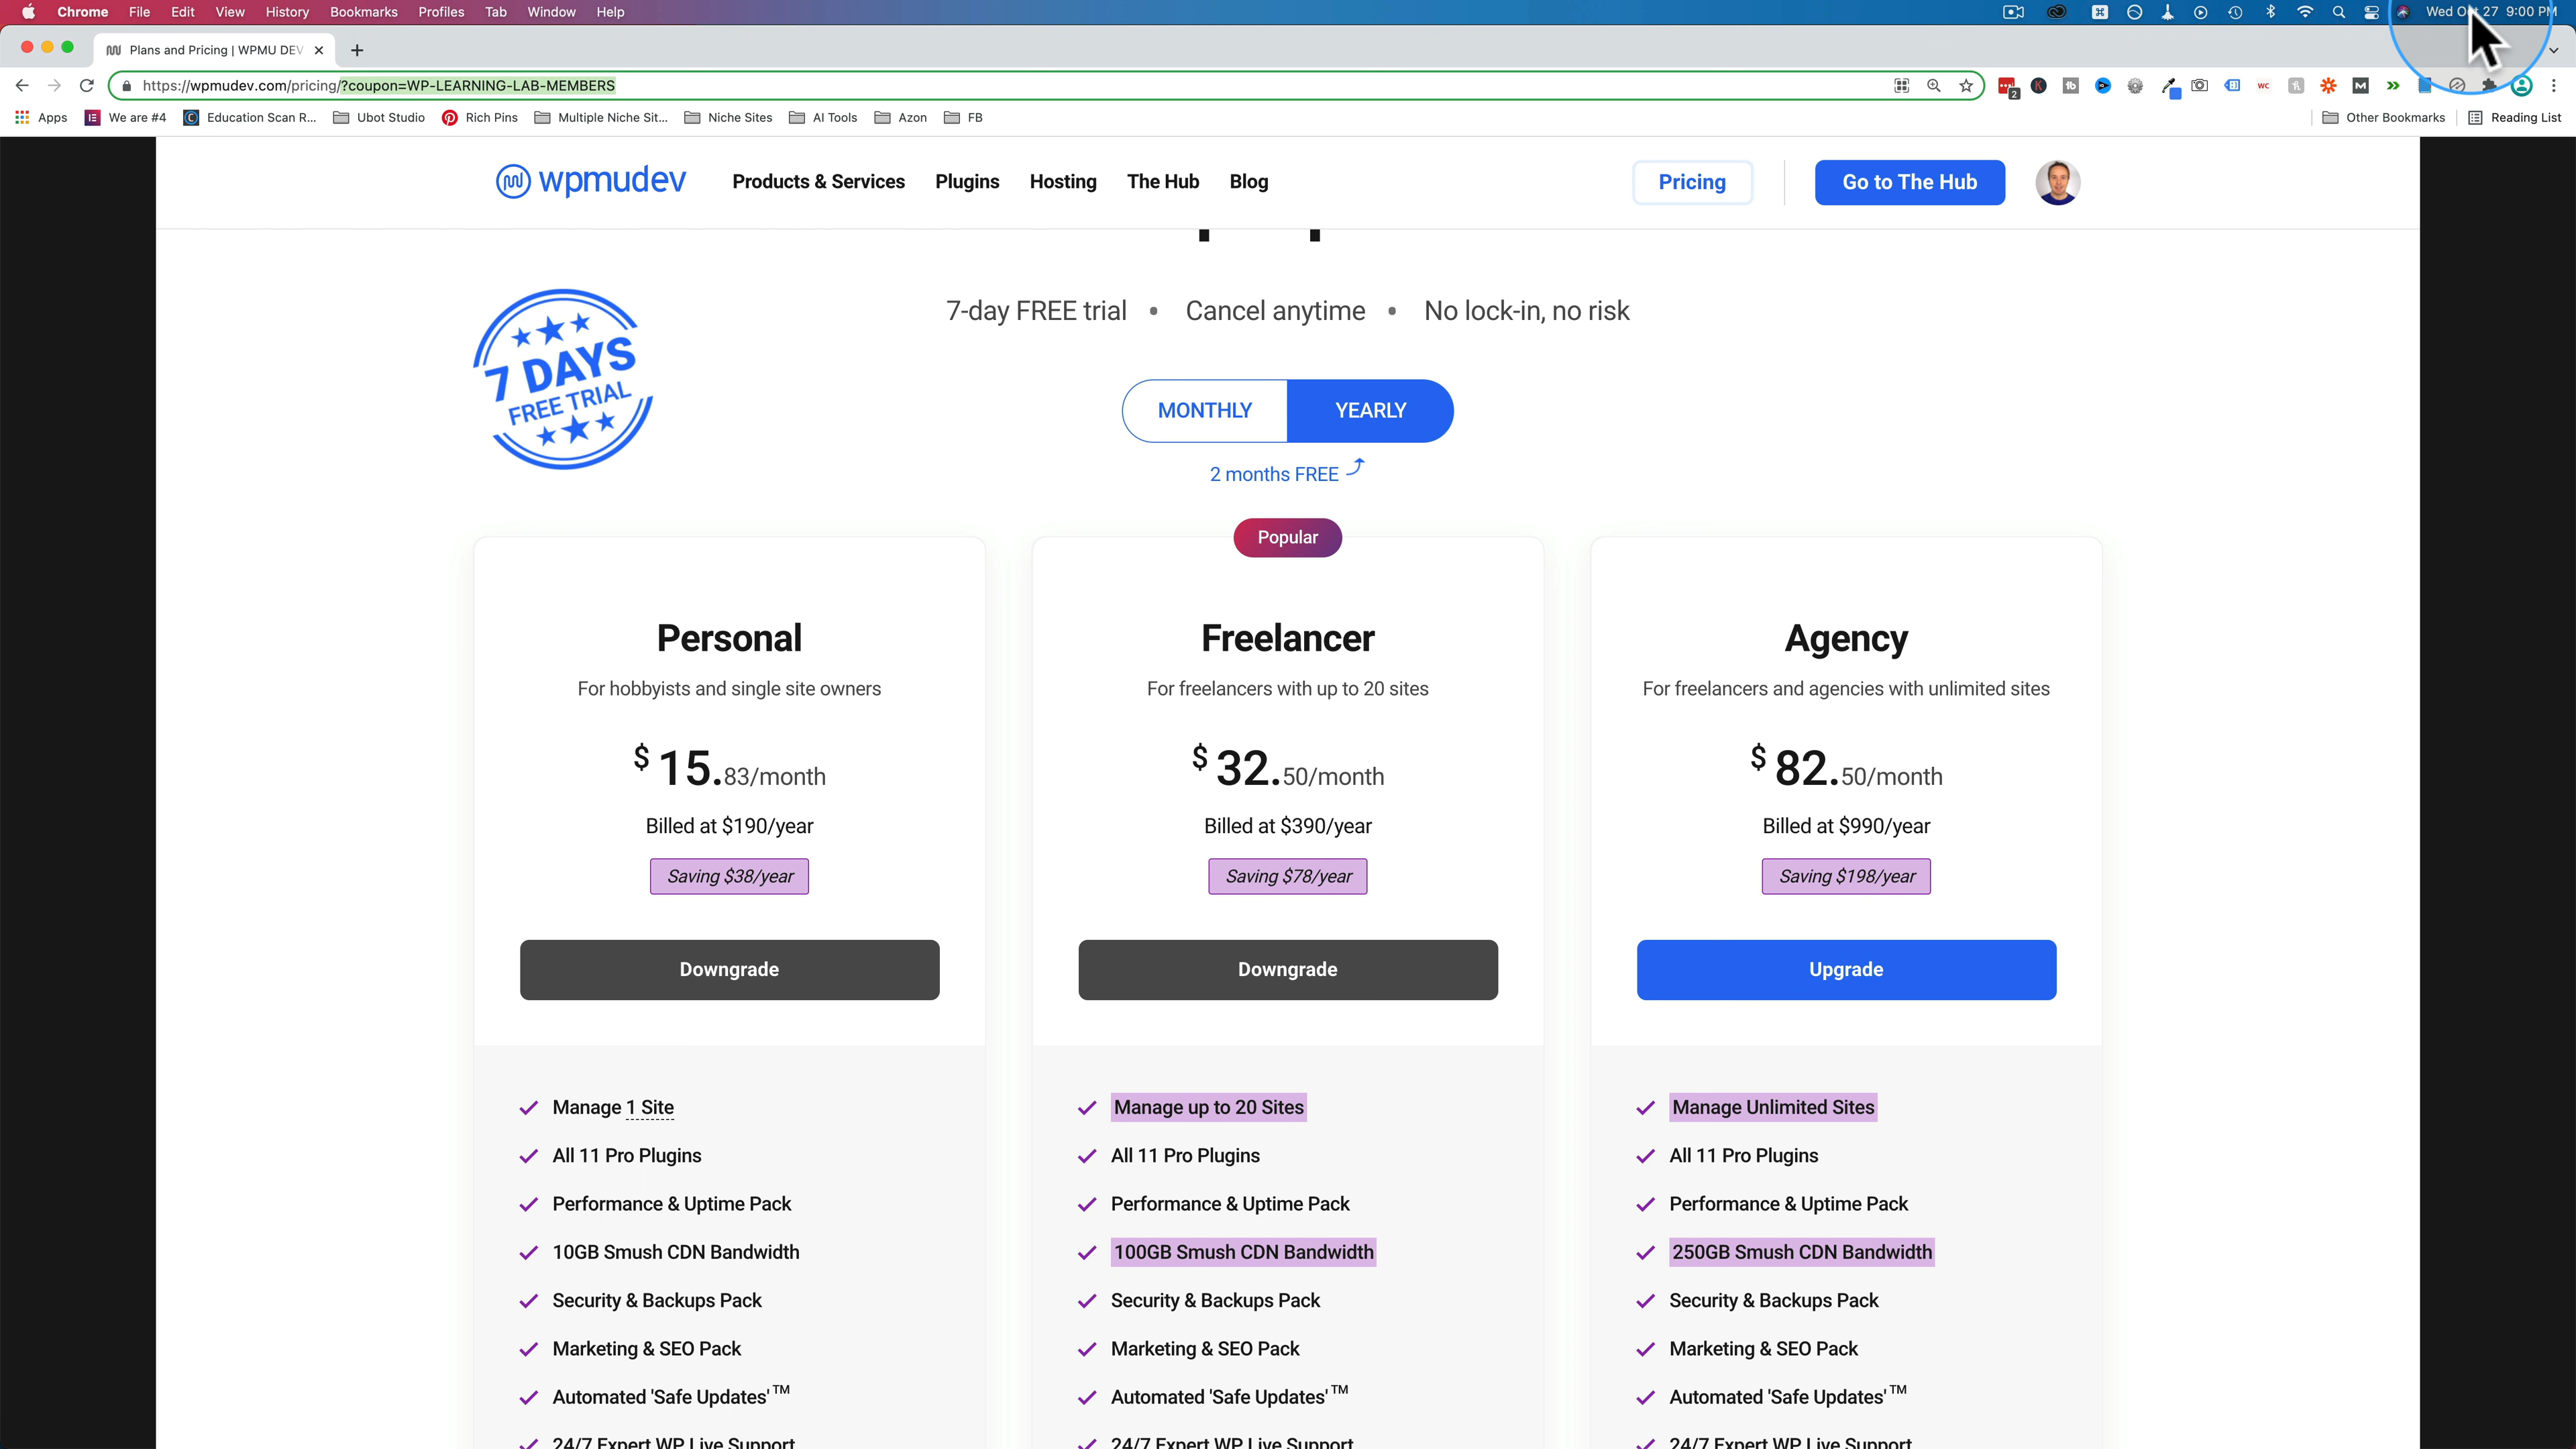 Chrome File Edit View History Bookmarks Profiles Tab Window Help
Wed Oct 27 9:00 PM
Plans and Pricing | WPMU DEV
https://wpmudev.com/pricing/?coupon=WP-LEARNING-LAB-MEMBERS
Apps We are #4 Education Scan R... Ubot Studio Rich Pins Multiple Niche Sit... Niche Sites AI Tools Azon FB Other Bookmarks Reading List
wpmudev Products & Services Plugins Hosting The Hub Blog Pricing Go to The Hub
7-day FREE trial • Cancel anytime • No lock-in, no risk
7 DAYS
FREE TRIAL
MONTHLY YEARLY
2 months FREE
Popular
Personal
For hobbyists and single site owners
$ 15.83/month
Billed at $190/year
Saving $38/year
Downgrade
Manage 1 Site
All 11 Pro Plugins
Performance & Uptime Pack
10GB Smush CDN Bandwidth
Security & Backups Pack
Marketing & SEO Pack
Automated 'Safe Updates'™
24/7 Expert WP Live Support
Freelancer
For freelancers with up to 20 sites
$ 32.50/month
Billed at $390/year
Saving $78/year
Downgrade
Manage up to 20 Sites
All 11 Pro Plugins
Performance & Uptime Pack
100GB Smush CDN Bandwidth
Security & Backups Pack
Marketing & SEO Pack
Automated 'Safe Updates'™
24/7 Expert WP Live Support
Agency
For freelancers and agencies with unlimited sites
$ 82.50/month
Billed at $990/year
Saving $198/year
Upgrade
Manage Unlimited Sites
All 11 Pro Plugins
Performance & Uptime Pack
250GB Smush CDN Bandwidth
Security & Backups Pack
Marketing & SEO Pack
Automated 'Safe Updates'™
24/7 Expert WP Live Support